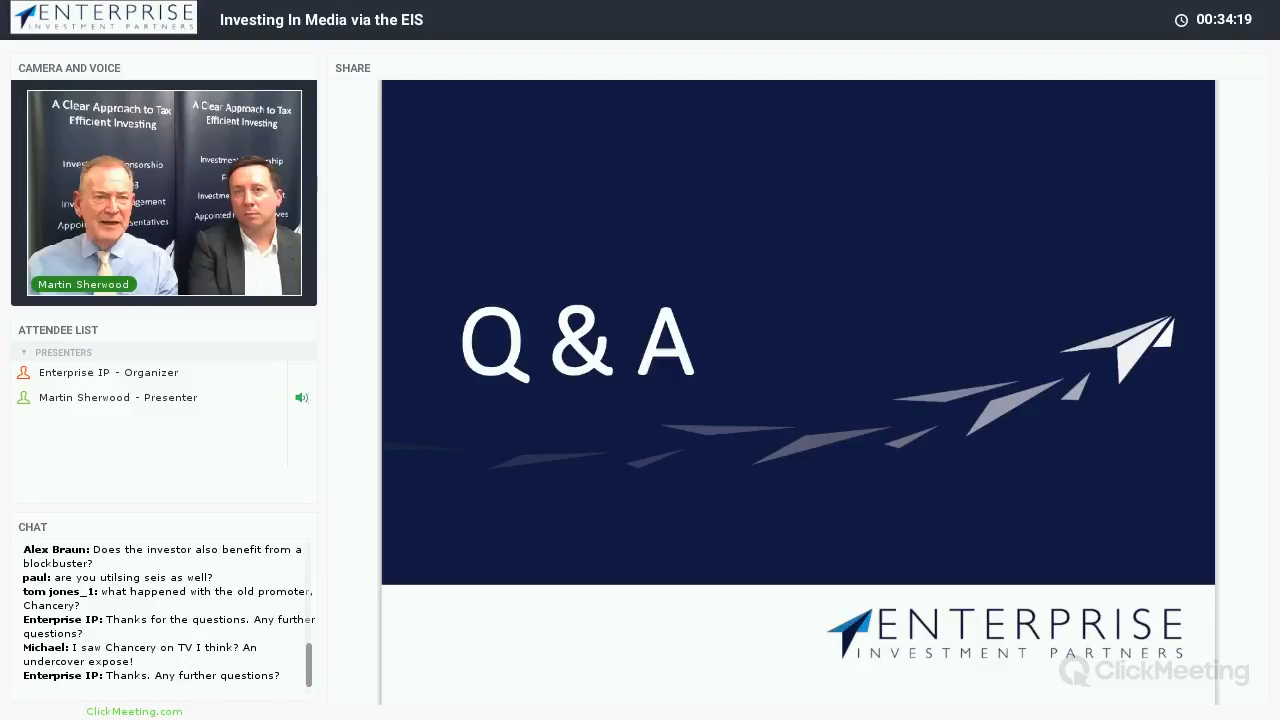 ENTERPRISE
INVESTMENT PARTNERS
Investing In Media via the EIS
00:34:19
CAMERA AND VOICE
SHARE
A Clear Approach to Tax
Efficient Investing
A Clear Approach to Tax
Efficient Investing
Martin Sherwood
ATTENDEE LIST
PRESENTERS
Enterprise IP - Organizer
Martin Sherwood - Presenter
CHAT
Alex Braun: Does the investor also benefit from a
blockbuster?
paul: are you utilsing seis as well?
tom jones_1: what happened with the old promoter,
Chancery?
Enterprise IP: Thanks for the questions. Any further
questions?
Michael: I saw Chancery on TV I think? An
undercover expose!
Enterprise IP: Thanks. Any further questions?
ClickMeeting.com
Q & A
ENTERPRISE
INVESTMENT PARTNERS
ClickMeeting